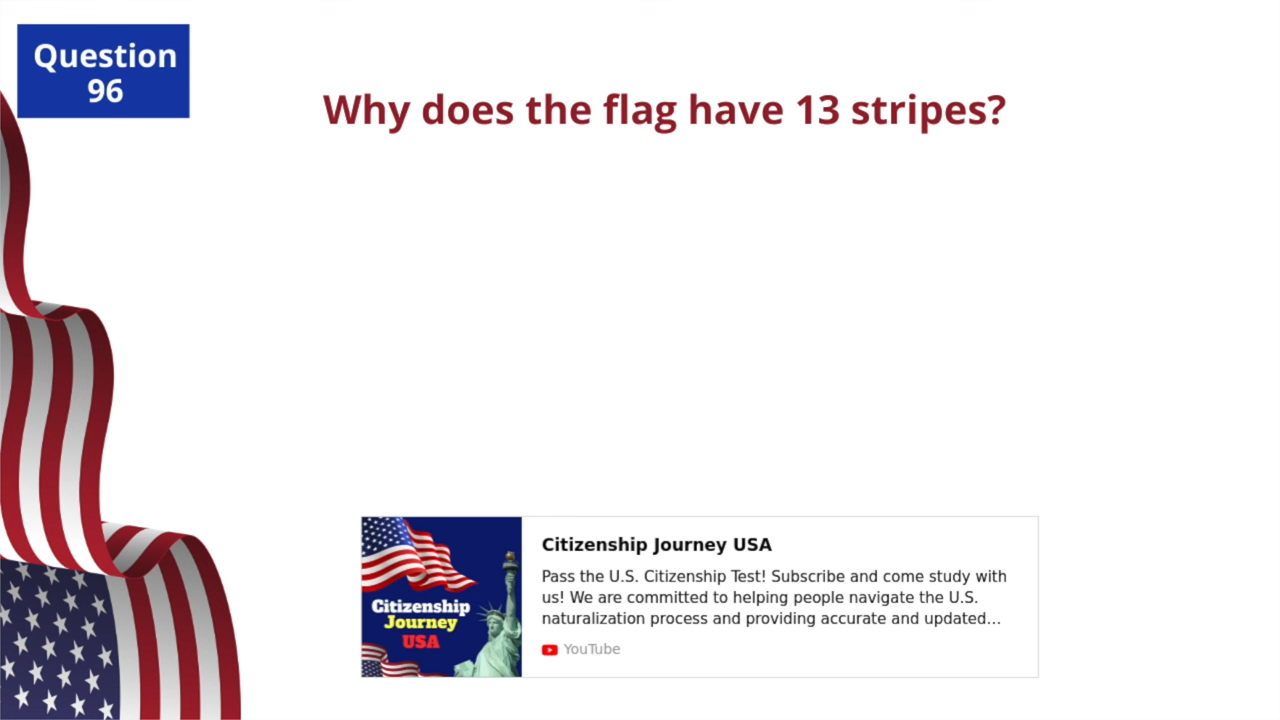 Question
96
Why does the flag have 13 stripes?
Citizenship Journey USA
Pass the U.S. Citizenship Test! Subscribe and come study with
us! We are committed to helping people navigate the U.S.
naturalization process and providing accurate and updated...
YouTube
Citizenship
Journey
USA